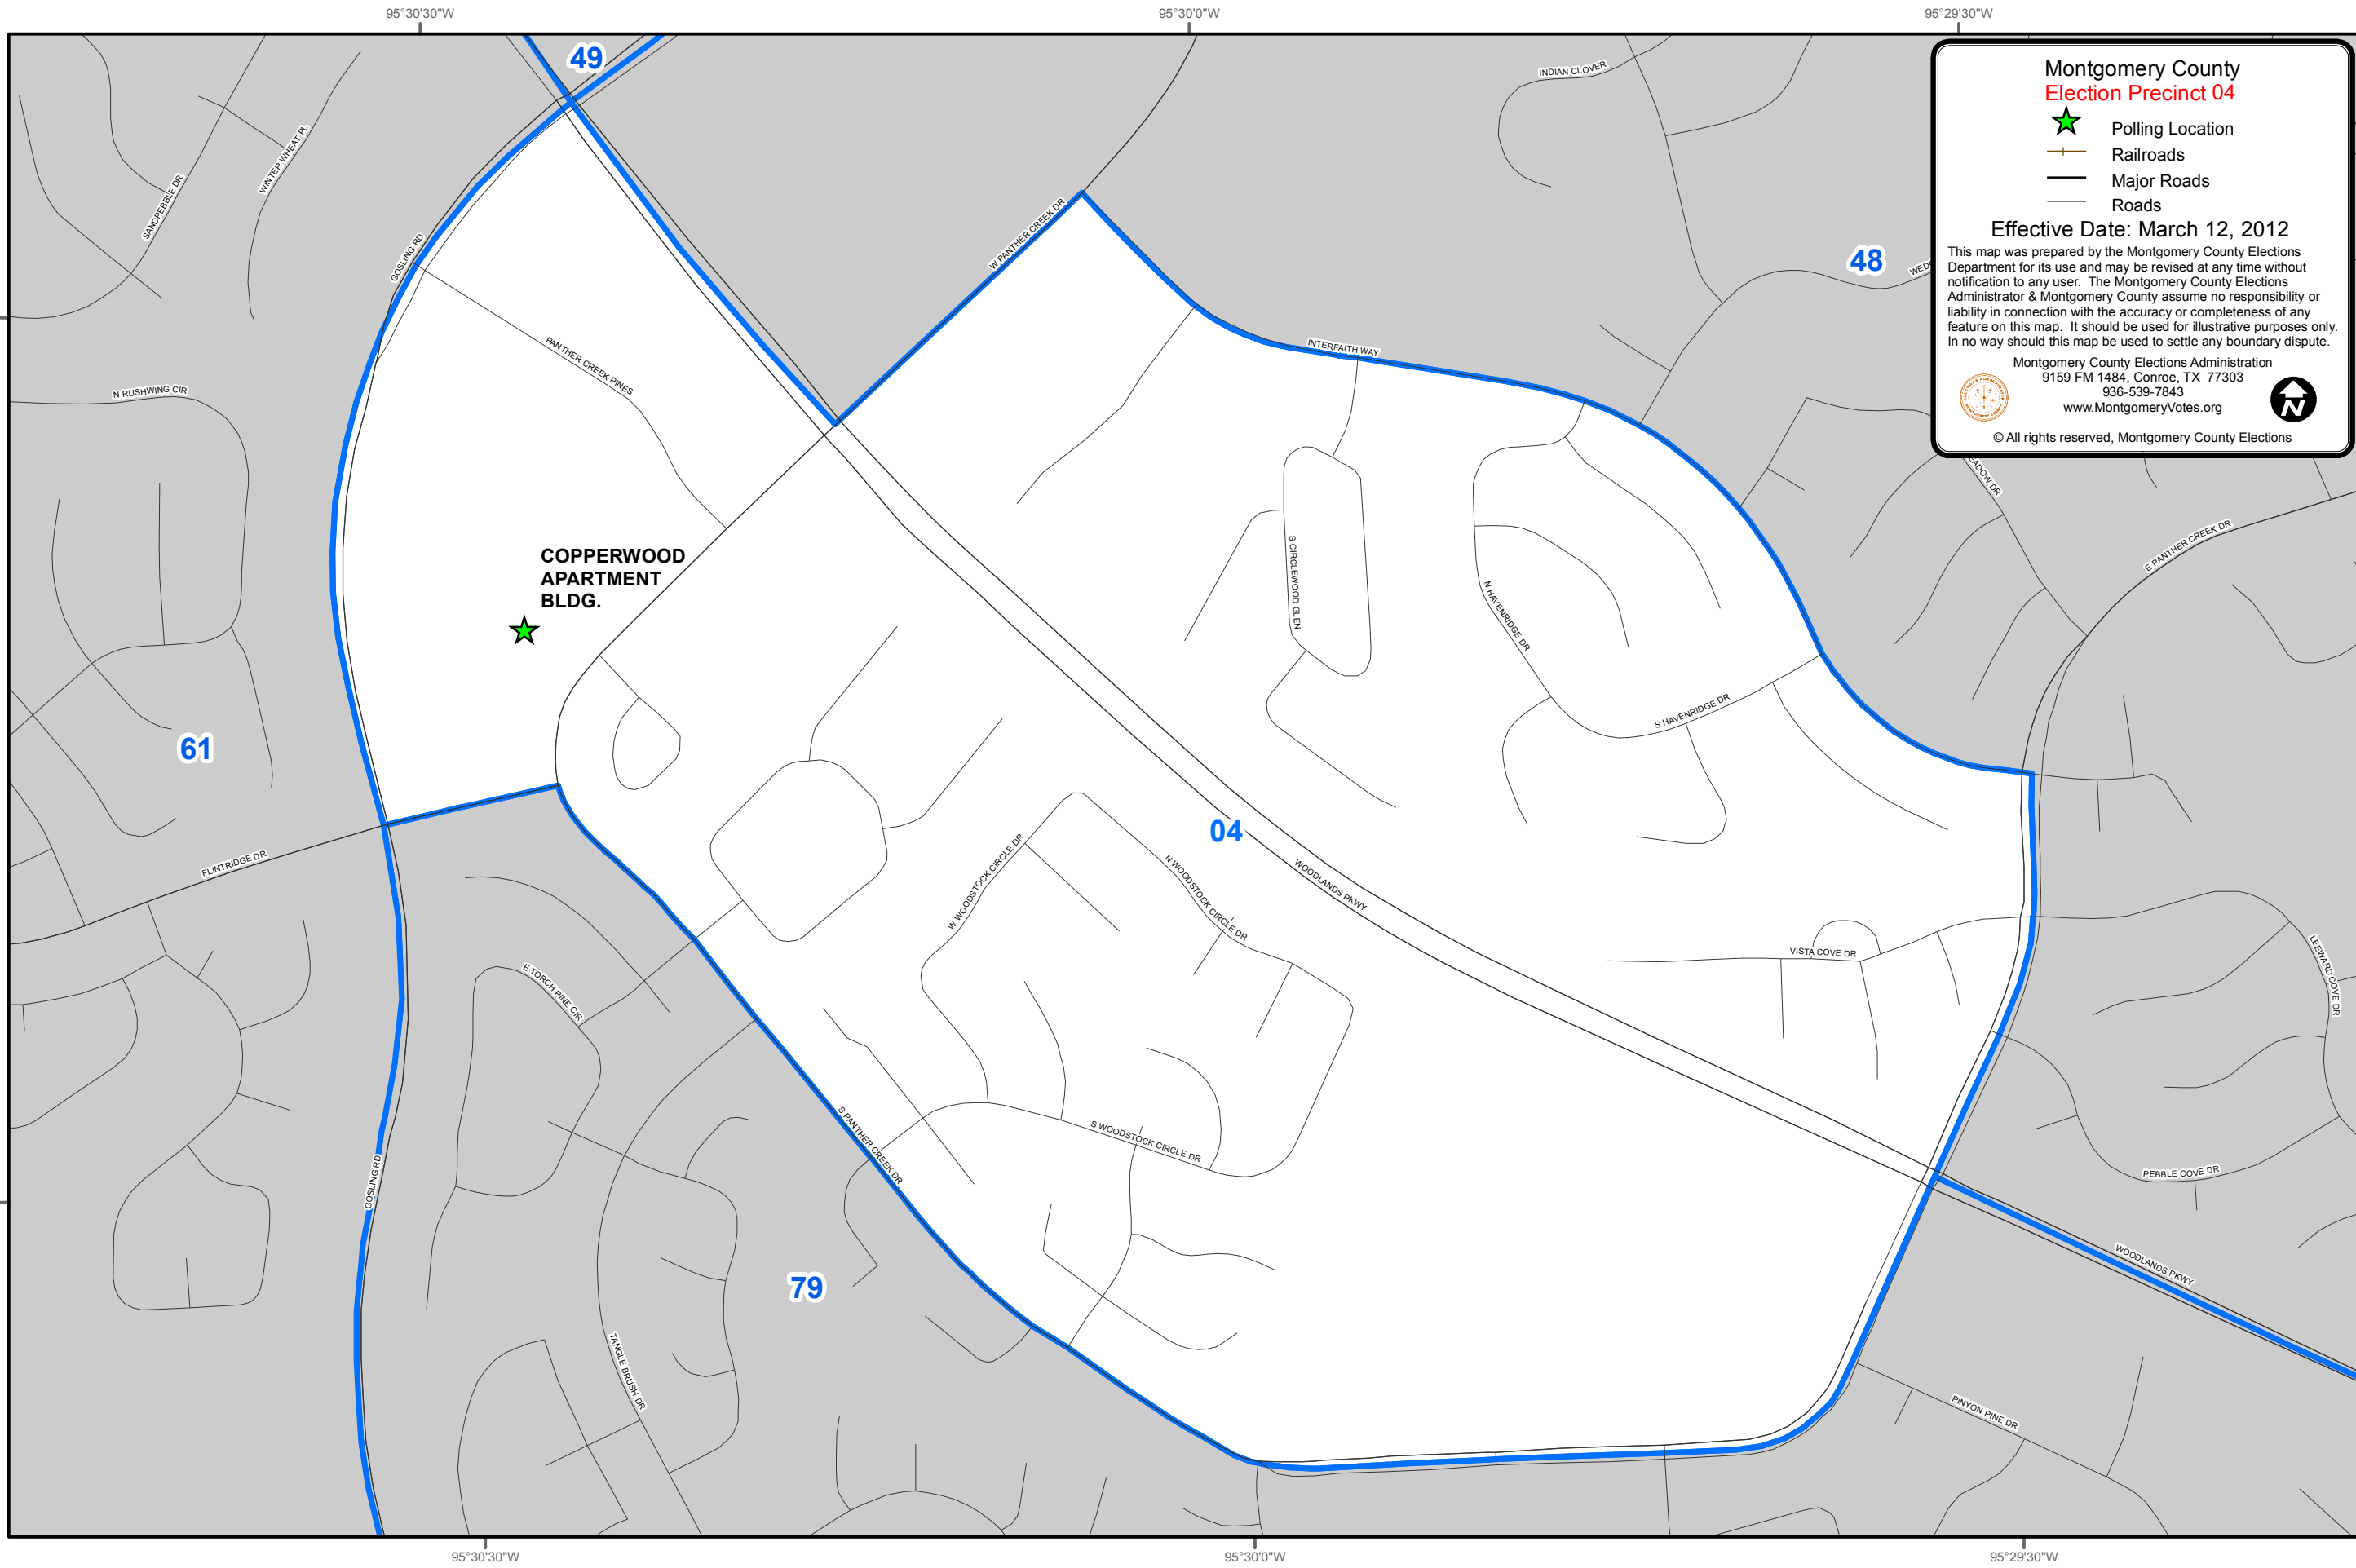 95°30'30"W
95°30'0"W
95°29'30"W
49
INDIAN CLOVER
Montgomery County
Election Precinct 04
Polling Location
Railroads
Major Roads
Roads
Effective Date: March 12, 2012
This map was prepared by the Montgomery County Elections
Department for its use and may be revised at any time without
notification to any user. The Montgomery County Elections
Administrator & Montgomery County assume no responsibility or
liability in connection with the accuracy or completeness of any
feature on this map. It should be used for illustrative purposes only.
In no way should this map be used to settle any boundary dispute.
Montgomery County Elections Administration
9159 FM 1484, Conroe, TX 77303
936-539-7843
www.MontgomeryVotes.org
N
© All rights reserved, Montgomery County Elections
WINTER WHEAT PL
SANDPEBBLE DR
GOSLING RD
W PANTHER CREEK DR
48
INTERFAITH WAY
PANTHER CREEK PINES
N RUSHWING CIR
E PANTHER CREEK DR
COPPERWOOD
APARTMENT
BLDG.
S CIRCLEWOOD GLEN
N HAVENRIDGE DR
S HAVENRIDGE DR
61
04
FLINTRIDGE DR
W WOODSTOCK CIRCLE DR
N WOODSTOCK CIRCLE DR
WOODLANDS PKWY
VISTA COVE DR
LEEWARD COVE DR
E TORCH PINE CIR
S PANTHER CREEK DR
S WOODSTOCK CIRCLE DR
PEBBLE COVE DR
GOSLING RD
WOODLANDS PKWY
79
TANGLE BRUSH DR
PINYON PINE DR
95°30'30"W
95°30'0"W
95°29'30"W